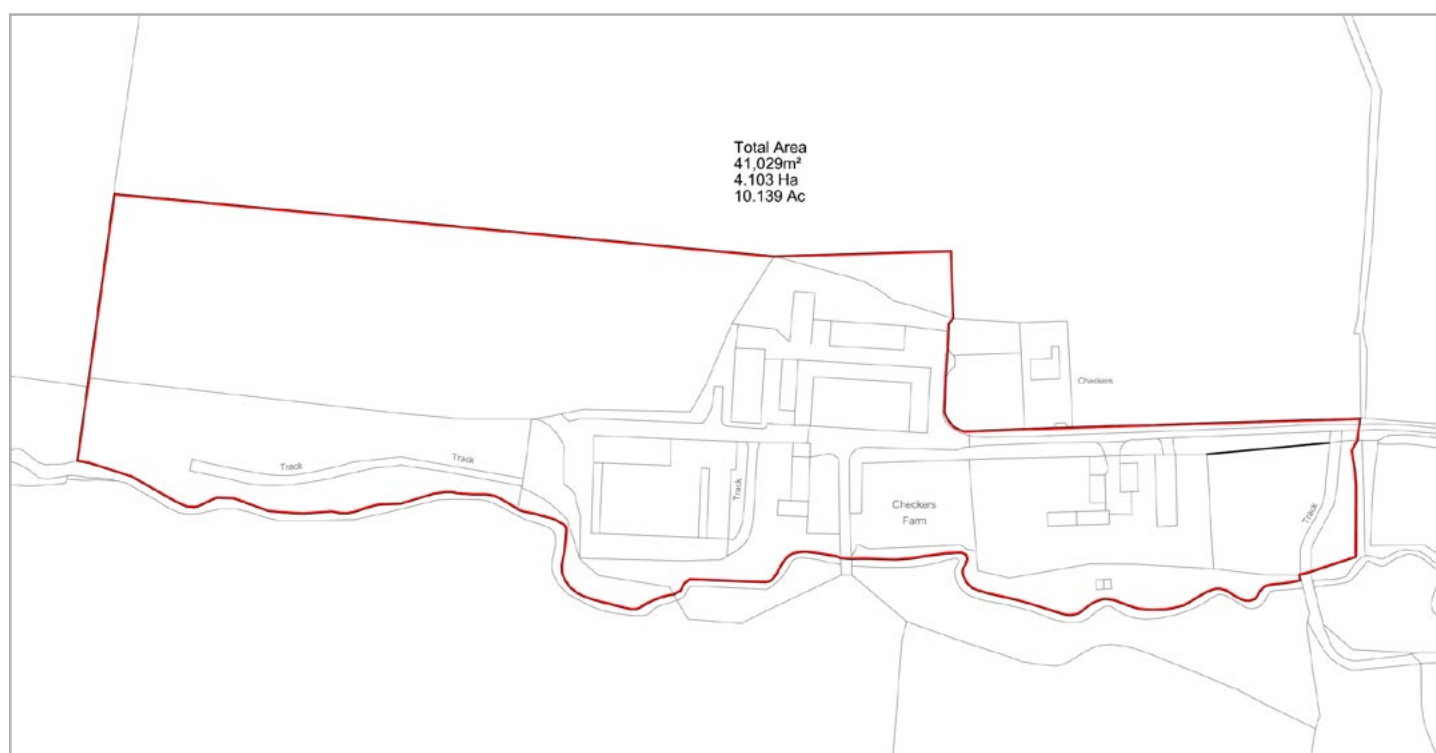 Total Area
41,029m²
4.103 Ha
10.139 Ac
Checkers
Track
Track
Track
Checkers
Farm
Track